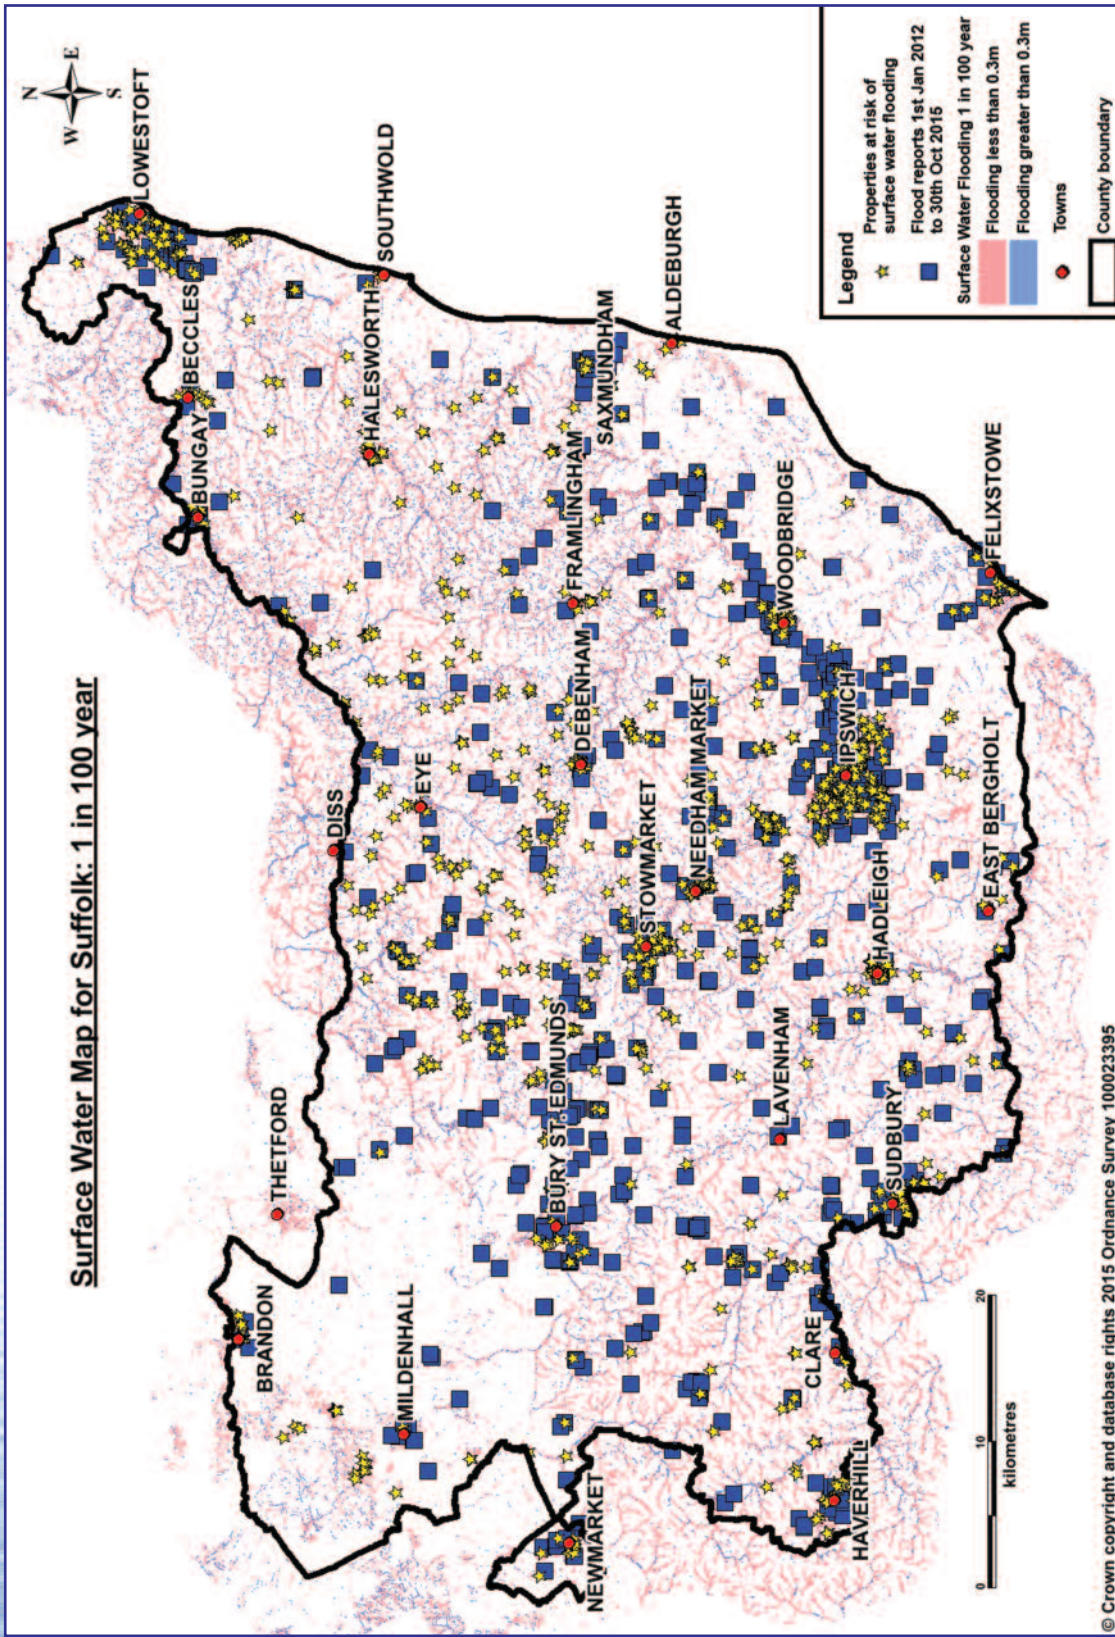 Surface Water Map for Suffolk: 1 in 100 year
N
W
E
S
LOWESTOFT
BECCLES
BUNGAY
SOUTHWOLD
HALESWORTH
DISS
EYE
THETFORD
BRANDON
MILDENHALL
FRAMLINGHAM
SAXMUNDHAM
ALDEBURGH
DEBENHAM
STOWMARKET
NEEDHAM MARKET
BURY ST. EDMUNDS
NEWMARKET
WOODBRIDGE
IPSWICH
HADLEIGH
LAVENHAM
SUDBURY
CLARE
HAVERHILL
FELIXSTOWE
EAST BERGHOLT
0
10
20
kilometres
Legend
Properties at risk of
surface water flooding
Flood reports 1st Jan 2012
to 30th Oct 2015
Surface Water Flooding 1 in 100 year
Flooding less than 0.3m
Flooding greater than 0.3m
Towns
County boundary
© Crown copyright and database rights 2015 Ordnance Survey 100023395